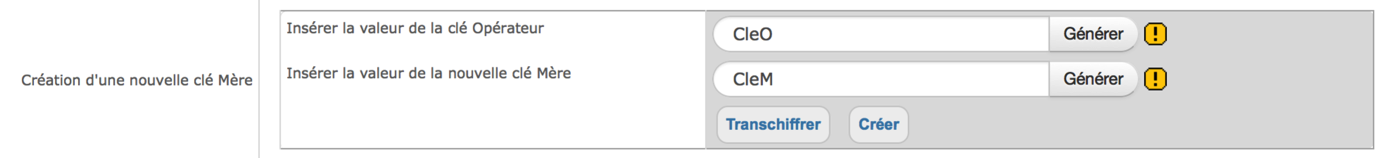 Insérer la valeur de la clé Opérateur CleO Générer
Création d'une nouvelle clé Mère
Insérer la valeur de la nouvelle clé Mère CleM Générer
Transchiffrer Créer